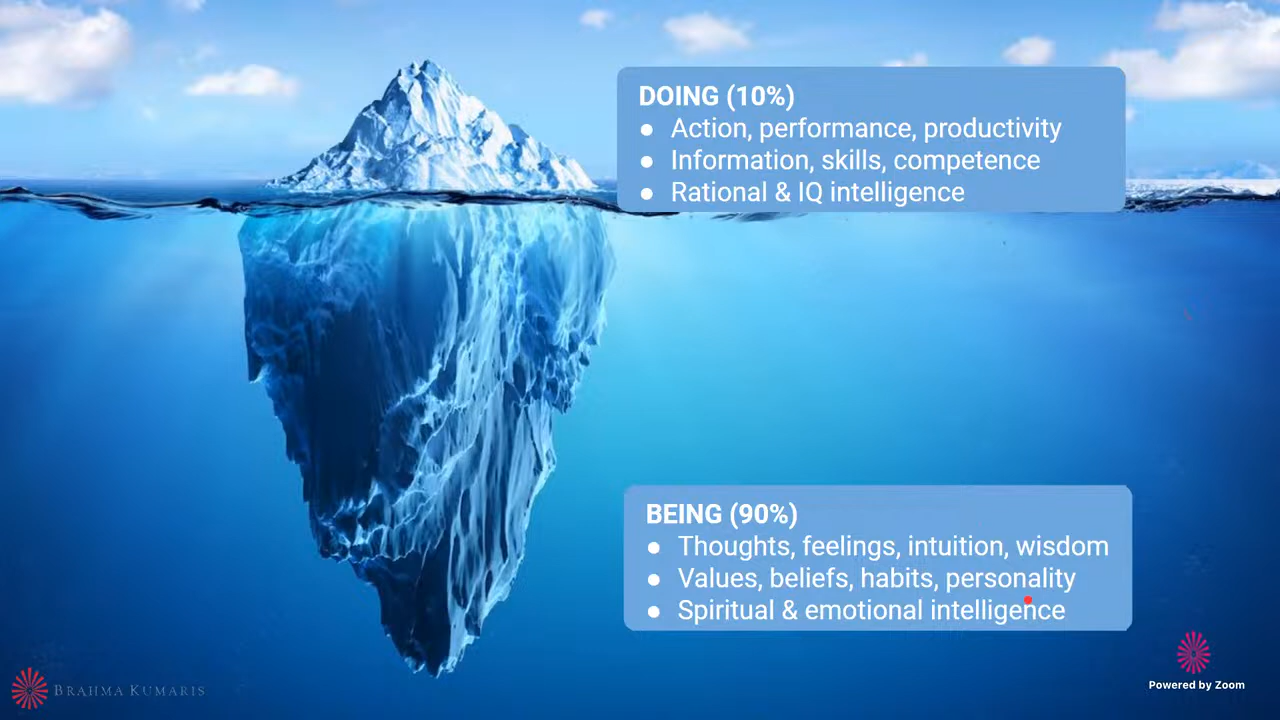 DOING (10%)
● Action, performance, productivity
● Information, skills, competence
● Rational & IQ intelligence
BEING (90%)
● Thoughts, feelings, intuition, wisdom
● Values, beliefs, habits, personality
● Spiritual & emotional intelligence
BRAHMA KUMARIS
Powered by Zoom